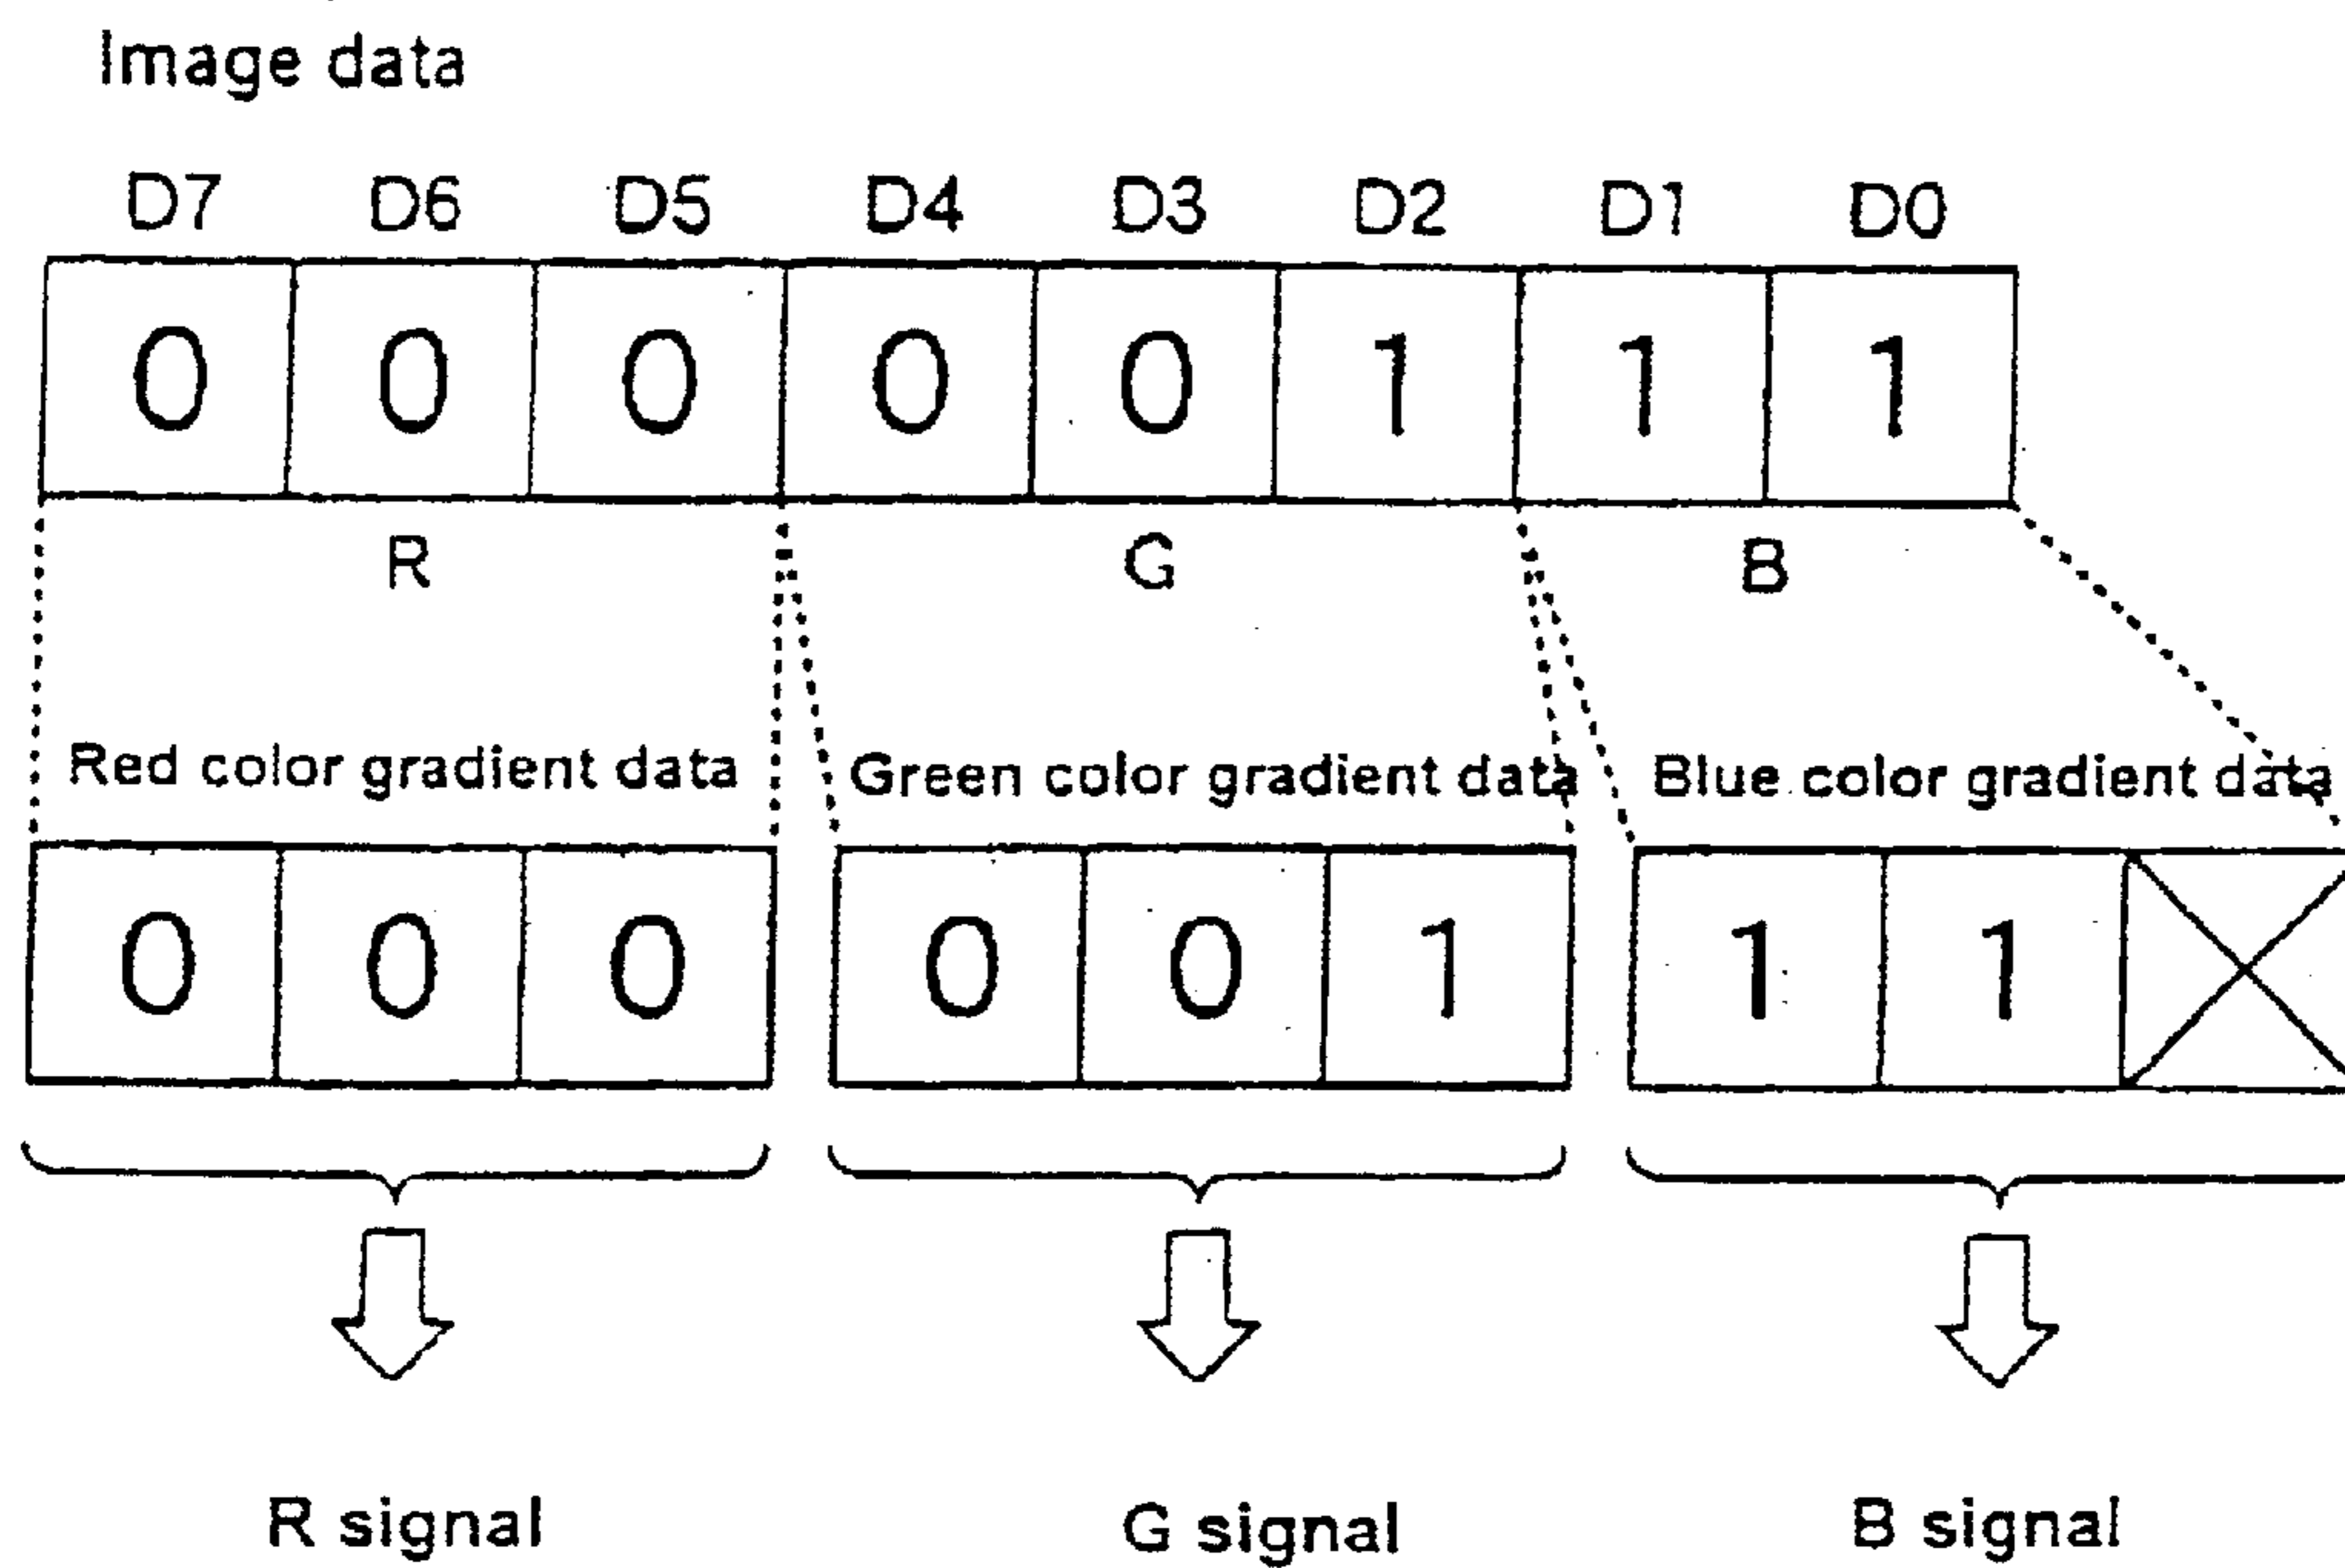 Image data
D7 D6 D5 D4 D3 D2 D1 D0
0 0 0 0 0 1 1 1
R G B
Red color gradient data Green color gradient data Blue color gradient data
0 0 0 0 0 1 1 1
R signal G signal B signal